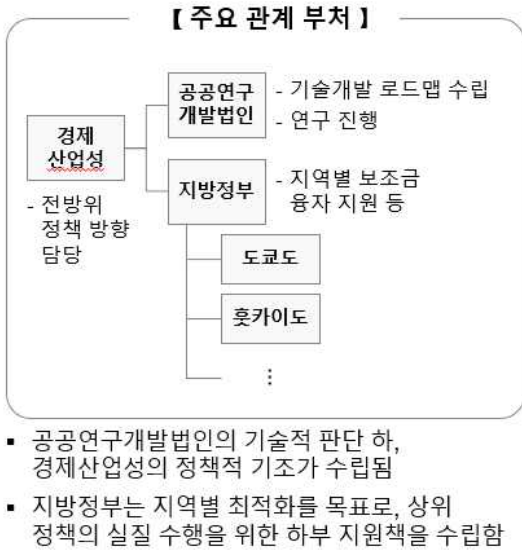 【 주요 관계 부처 】
경제
산업성
- 전방위
정책 방향
담당
공공연구
개발법인
- 기술개발 로드맵 수립
- 연구 진행
지방정부
- 지역별 보조금
융자 지원 등
도쿄도
홋카이도
⋮
▪ 공공연구개발법인의 기술적 판단 하,
경제산업성의 정책적 기조가 수립됨
▪ 지방정부는 지역별 최적화를 목표로, 상위
정책의 실질 수행을 위한 하부 지원책을 수립함